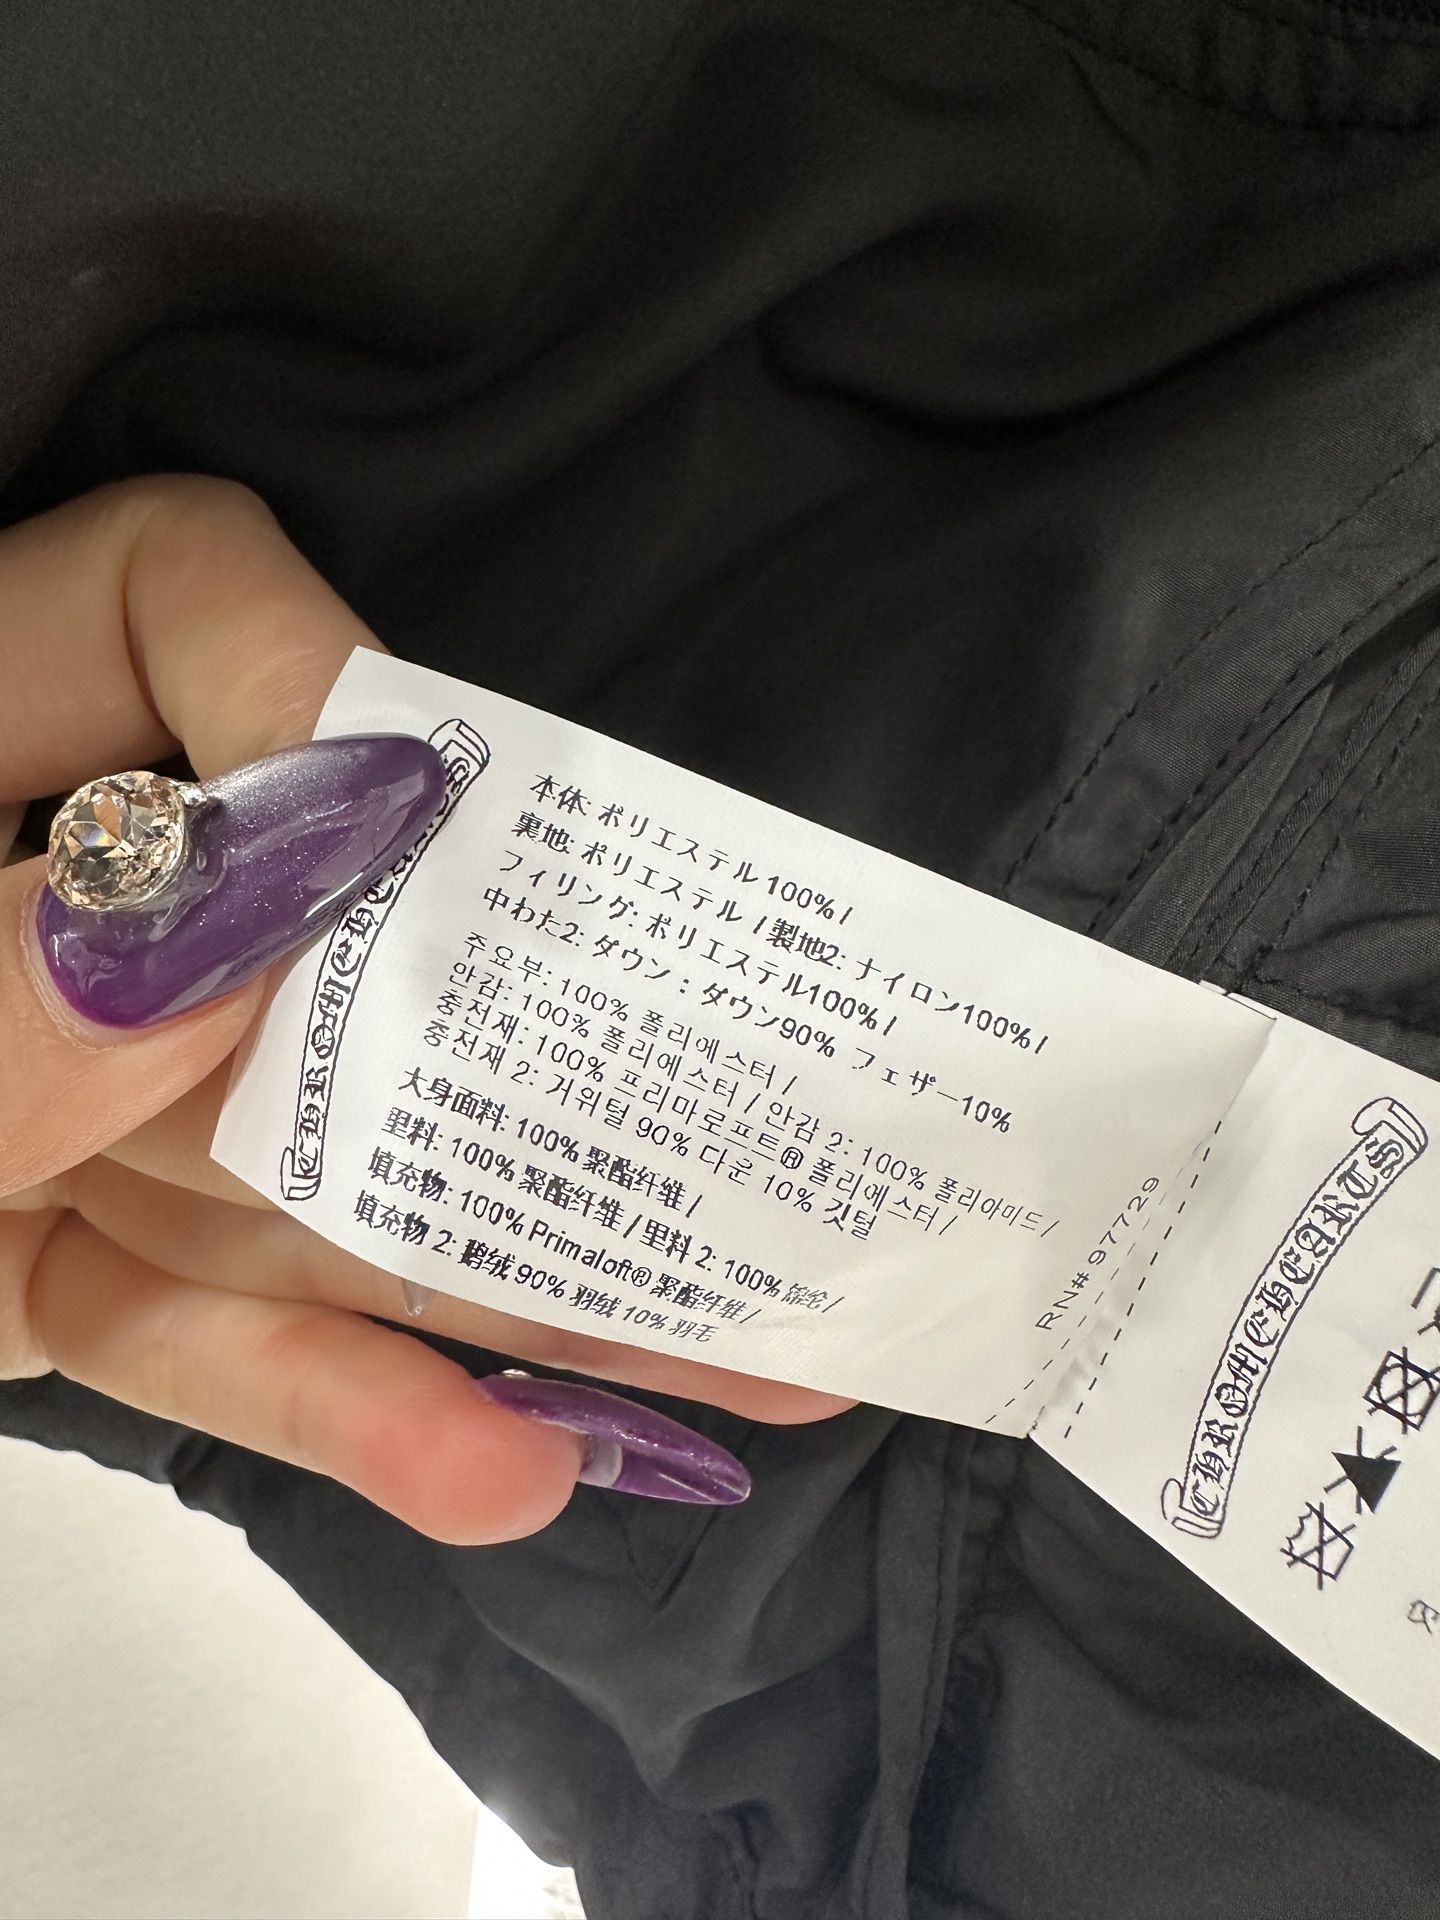 本体: ポリエステル 100% /
裏地: ポリエステル / 製地2: ナイロン100% /
フィリング: ポリエステル100% /
中わた2: ダウン : ダウン90% フェザー10%
주요부: 100% 폴리에스터 /
안감: 100% 폴리에스터 / 안감 2: 100% 폴리아미드 /
충전재: 100% 프리마로프트® 폴리에스터 /
충전재 2: 거위털 90% 다운 10% 깃털
大身面料: 100% 聚酯纤维 /
里料: 100% 聚酯纤维 / 里料 2: 100% 锦纶 /
填充物: 100% Primaloft® 聚酯纤维 /
填充物 2: 鹅绒 90% 羽绒 10% 羽毛
RN# 97729
CHROME HEARTS